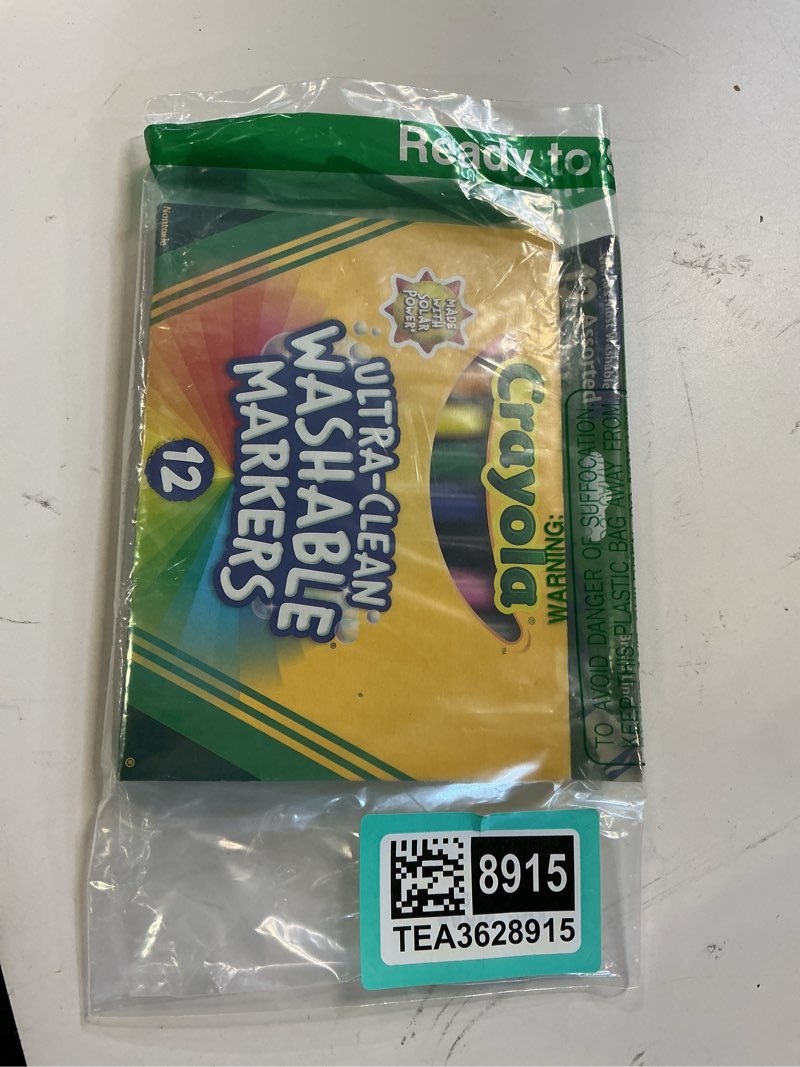 Ready to
Nontoxic
MADE
WITH
SOLAR
POWER*
Crayola
ULTRA-CLEAN
WASHABLE
MARKERS
12
Assorted
WARNING:
TO AVOID DANGER OF SUFFOCATION,
KEEP THIS PLASTIC BAG AWAY FROM
8915
TEA3628915